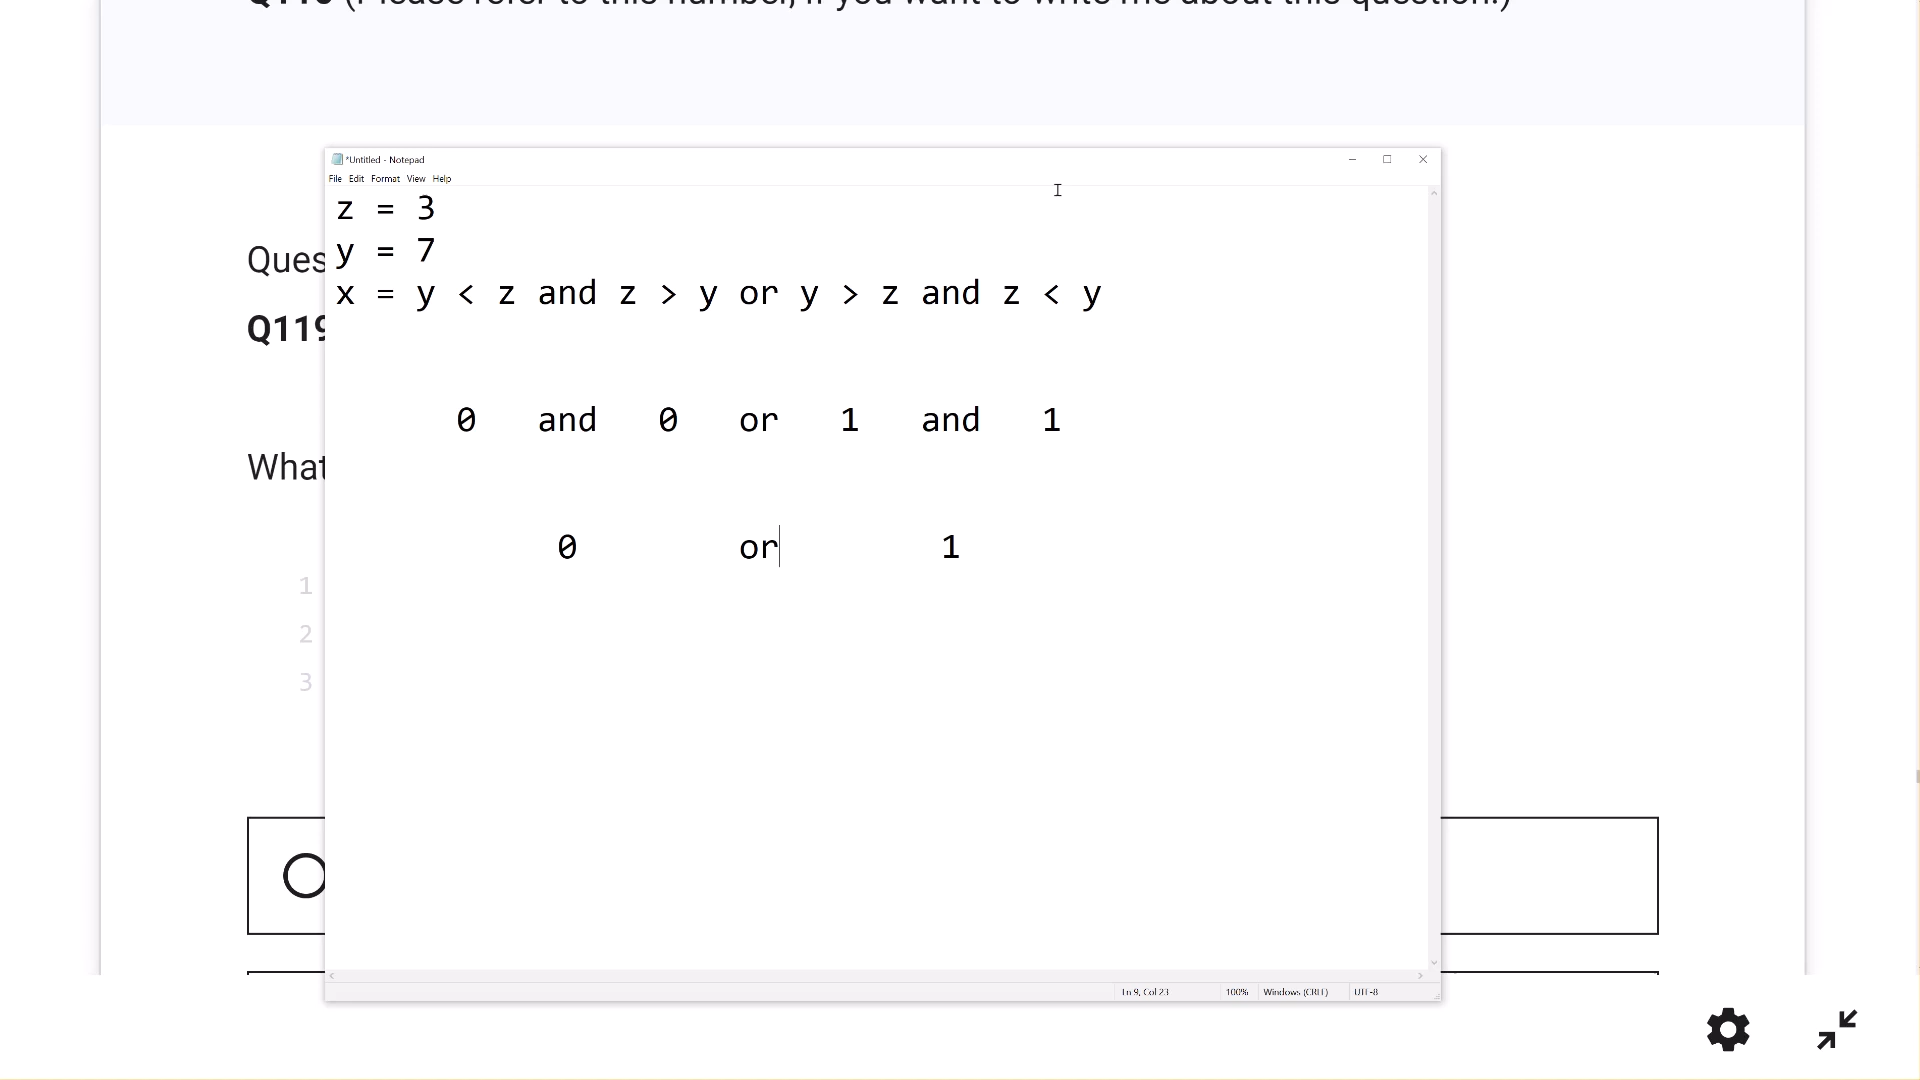 (Please refer to this number, if you want to write me about this question.)
*Untitled - Notepad
File Edit Format View Help
z = 3
y = 7
x = y < z and z > y or y > z and z < y
Ques
Q119
0 and 0 or 1 and 1
What
0 or 1
1
2
3
Ln 9, Col 23 100% Windows (CRLF) UTF-8